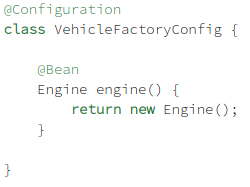 @Configuration
class VehicleFactoryConfig {
@Bean
Engine engine() {
return new Engine();
}
}